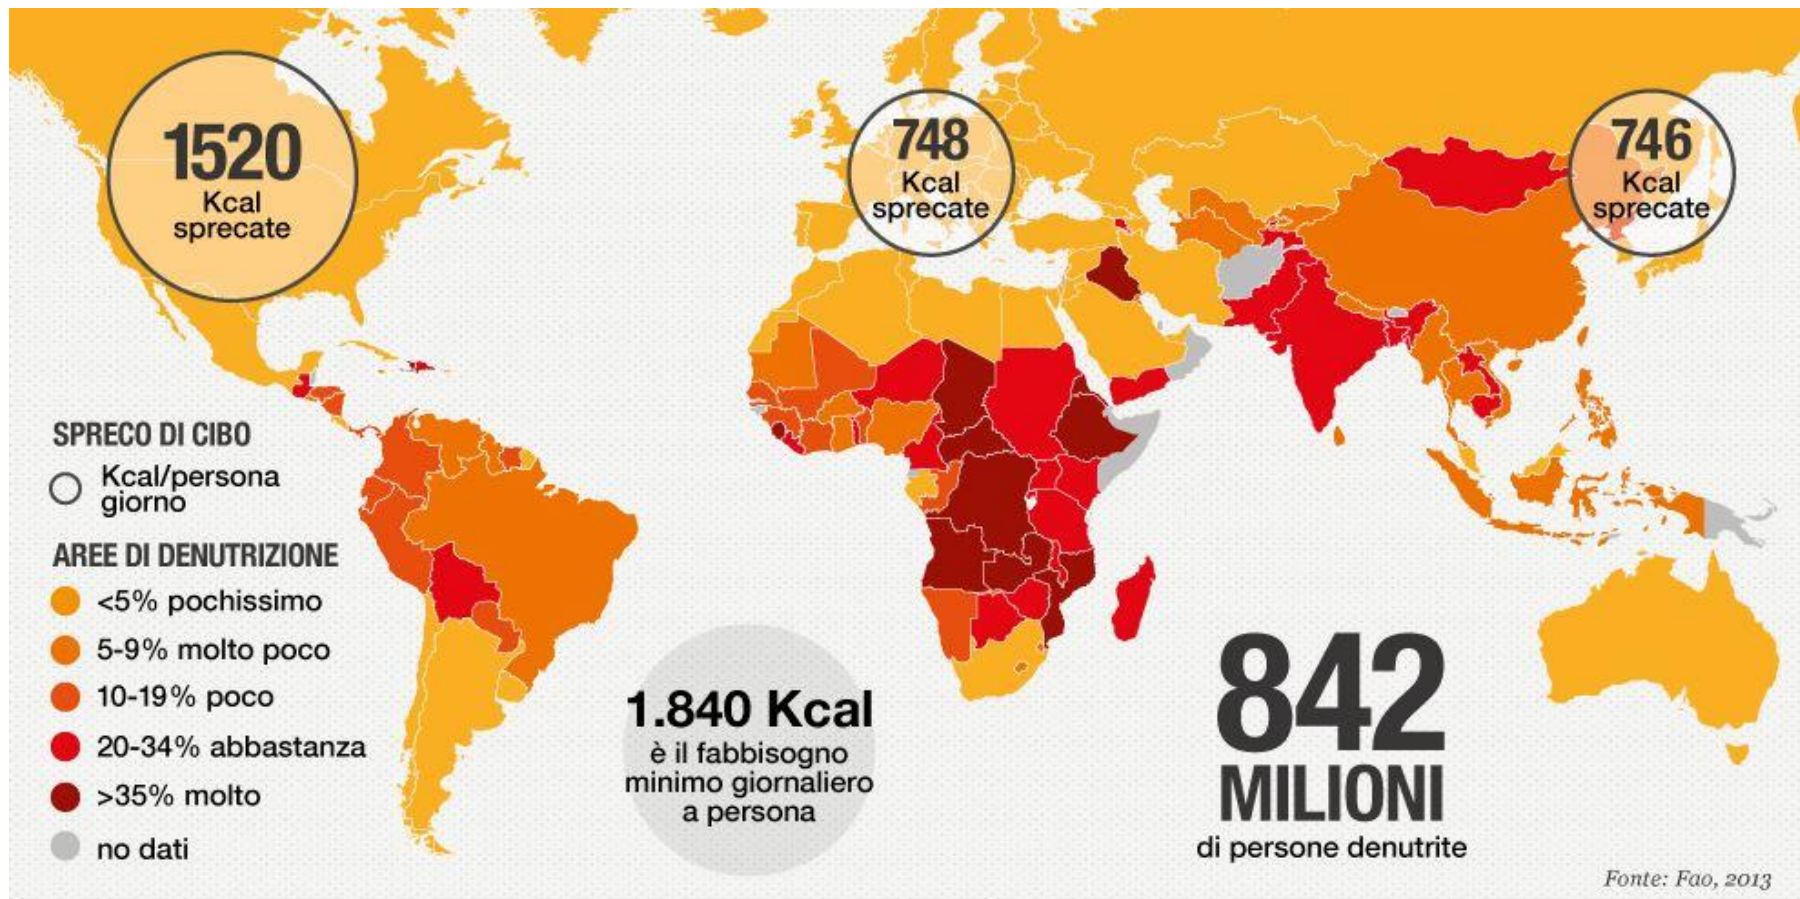 1520
Kcal
sprecate
748
Kcal
sprecate
746
Kcal
sprecate
SPRECO DI CIBO
Kcal/persona
giorno
AREE DI DENUTRIZIONE
<5% pochissimo
5-9% molto poco
10-19% poco
20-34% abbastanza
>35% molto
no dati
1.840 Kcal
è il fabbisogno
minimo giornaliero
a persona
842
MILIONI
di persone denutrite
Fonte: Fao, 2013